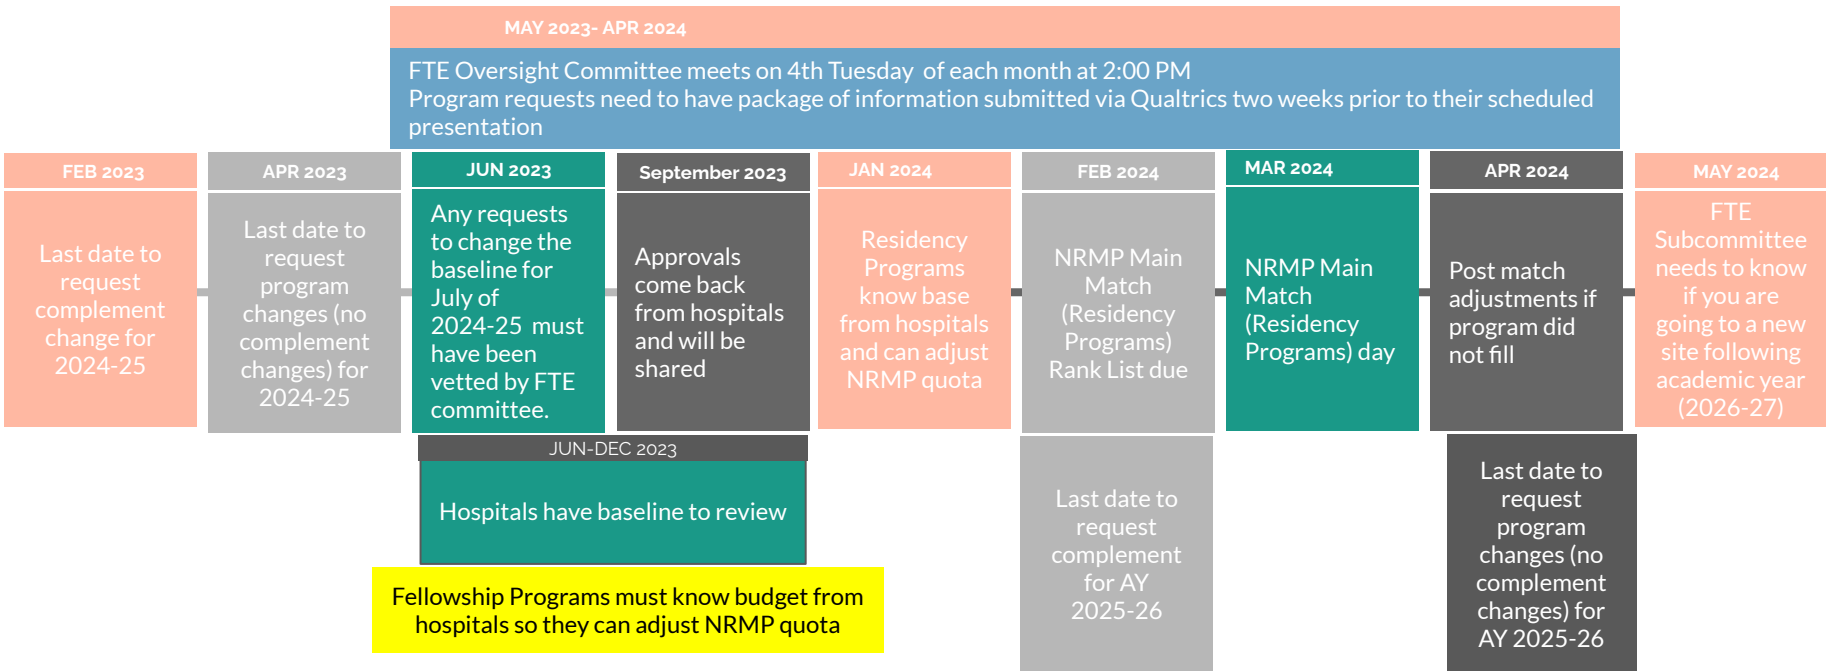 MAY 2023- APR 2024
FTE Oversight Committee meets on 4th Tuesday of each month at 2:00 PM
Program requests need to have package of information submitted via Qualtrics two weeks prior to their scheduled
presentation
FEB 2023
Last date to
request
complement
change for
2024-25
APR 2023
Last date to
request
program
changes (no
complement
changes) for
2024-25
JUN 2023
Any requests
to change the
baseline for
July of
2024-25 must
have been
vetted by FTE
committee.
September 2023
Approvals
come back
from hospitals
and will be
shared
JAN 2024
Residency
Programs
know base
from hospitals
and can adjust
NRMP quota
FEB 2024
NRMP Main
Match
(Residency
Programs)
Rank List due
MAR 2024
NRMP Main
Match
(Residency
Programs) day
APR 2024
Post match
adjustments if
program did
not fill
MAY 2024
FTE
Subcommittee
needs to know
if you are
going to a new
site following
academic year
(2026-27)
JUN-DEC 2023
Hospitals have baseline to review
Fellowship Programs must know budget from
hospitals so they can adjust NRMP quota
Last date to
request
complement
for AY
2025-26
Last date to
request
program
changes (no
complement
changes) for
AY 2025-26